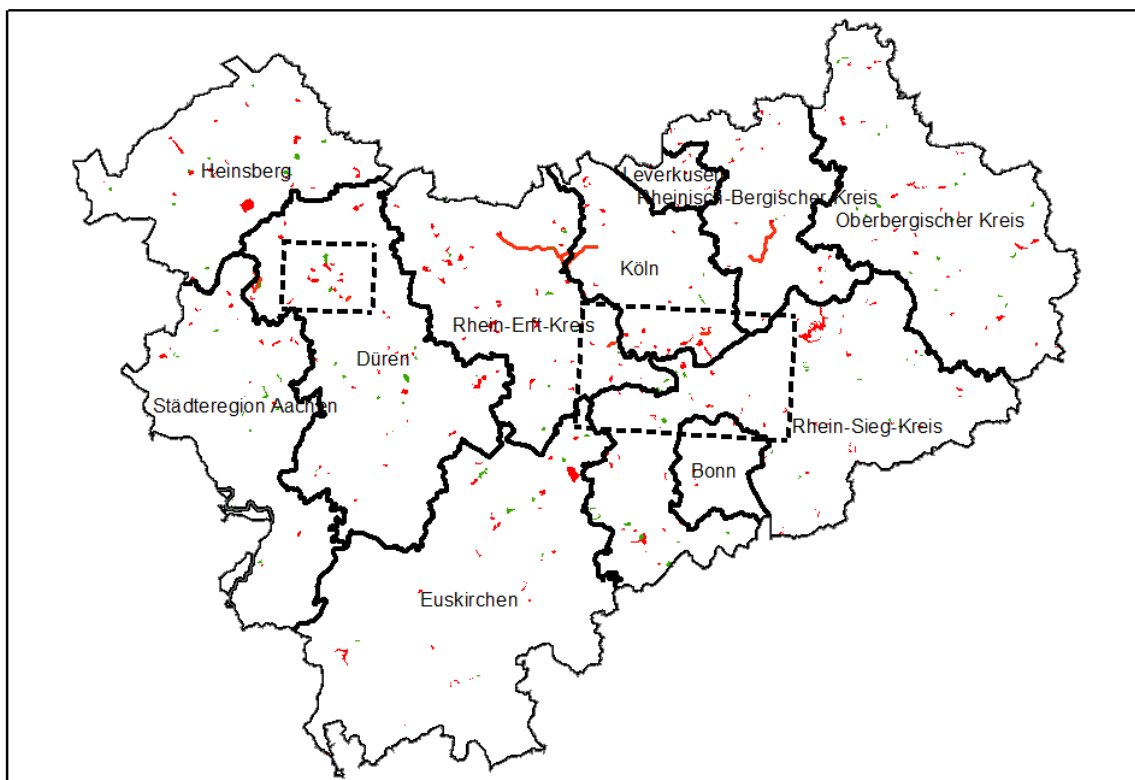 Heinsberg
Leverkusen
Rheinisch-Bergischer Kreis
Oberbergischer Kreis
Köln
Rhein-Erft-Kreis
Düren
Städteregion Aachen
Rhein-Sieg-Kreis
Bonn
Euskirchen